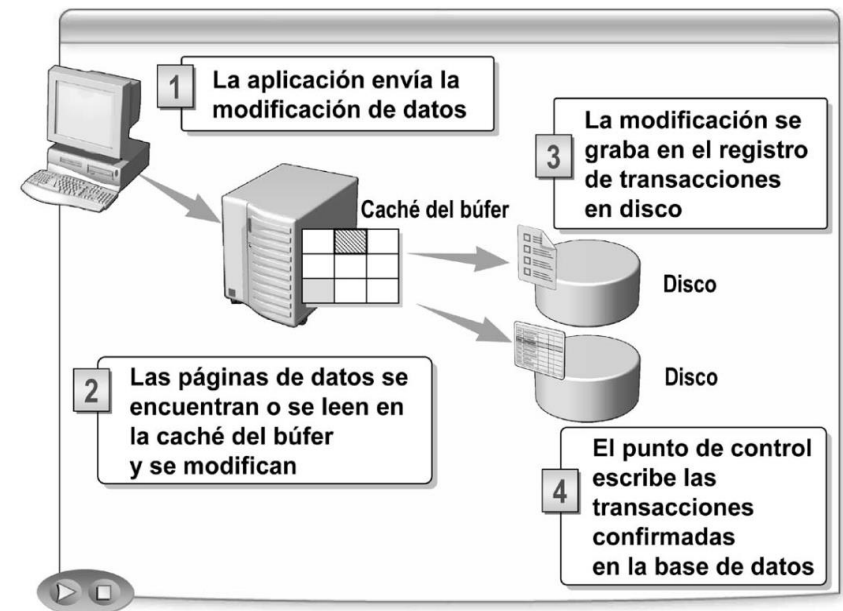 1
La aplicación envía la
modificación de datos
Caché del búfer
2
Las páginas de datos se
encuentran o se leen en
la caché del búfer
y se modifican
3
La modificación se
graba en el registro
de transacciones
en disco
Disco
Disco
4
El punto de control
escribe las
transacciones
confirmadas
en la base de datos